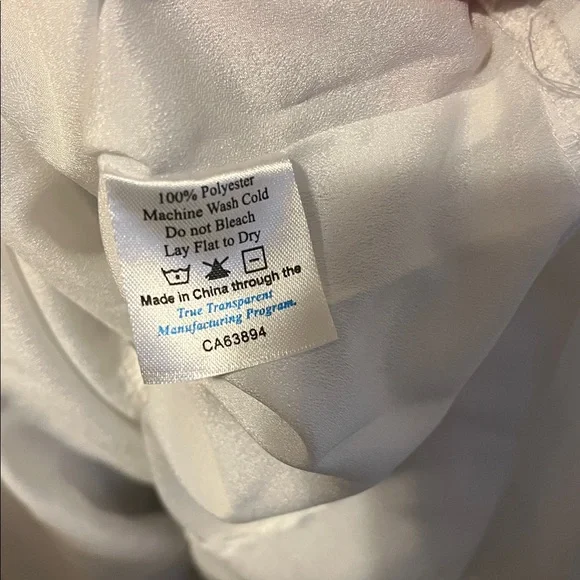 100% Polyester
Machine Wash Cold
Do not Bleach
Lay Flat to Dry
Made in China through the
True Transparent
Manufacturing Program.
CA63894